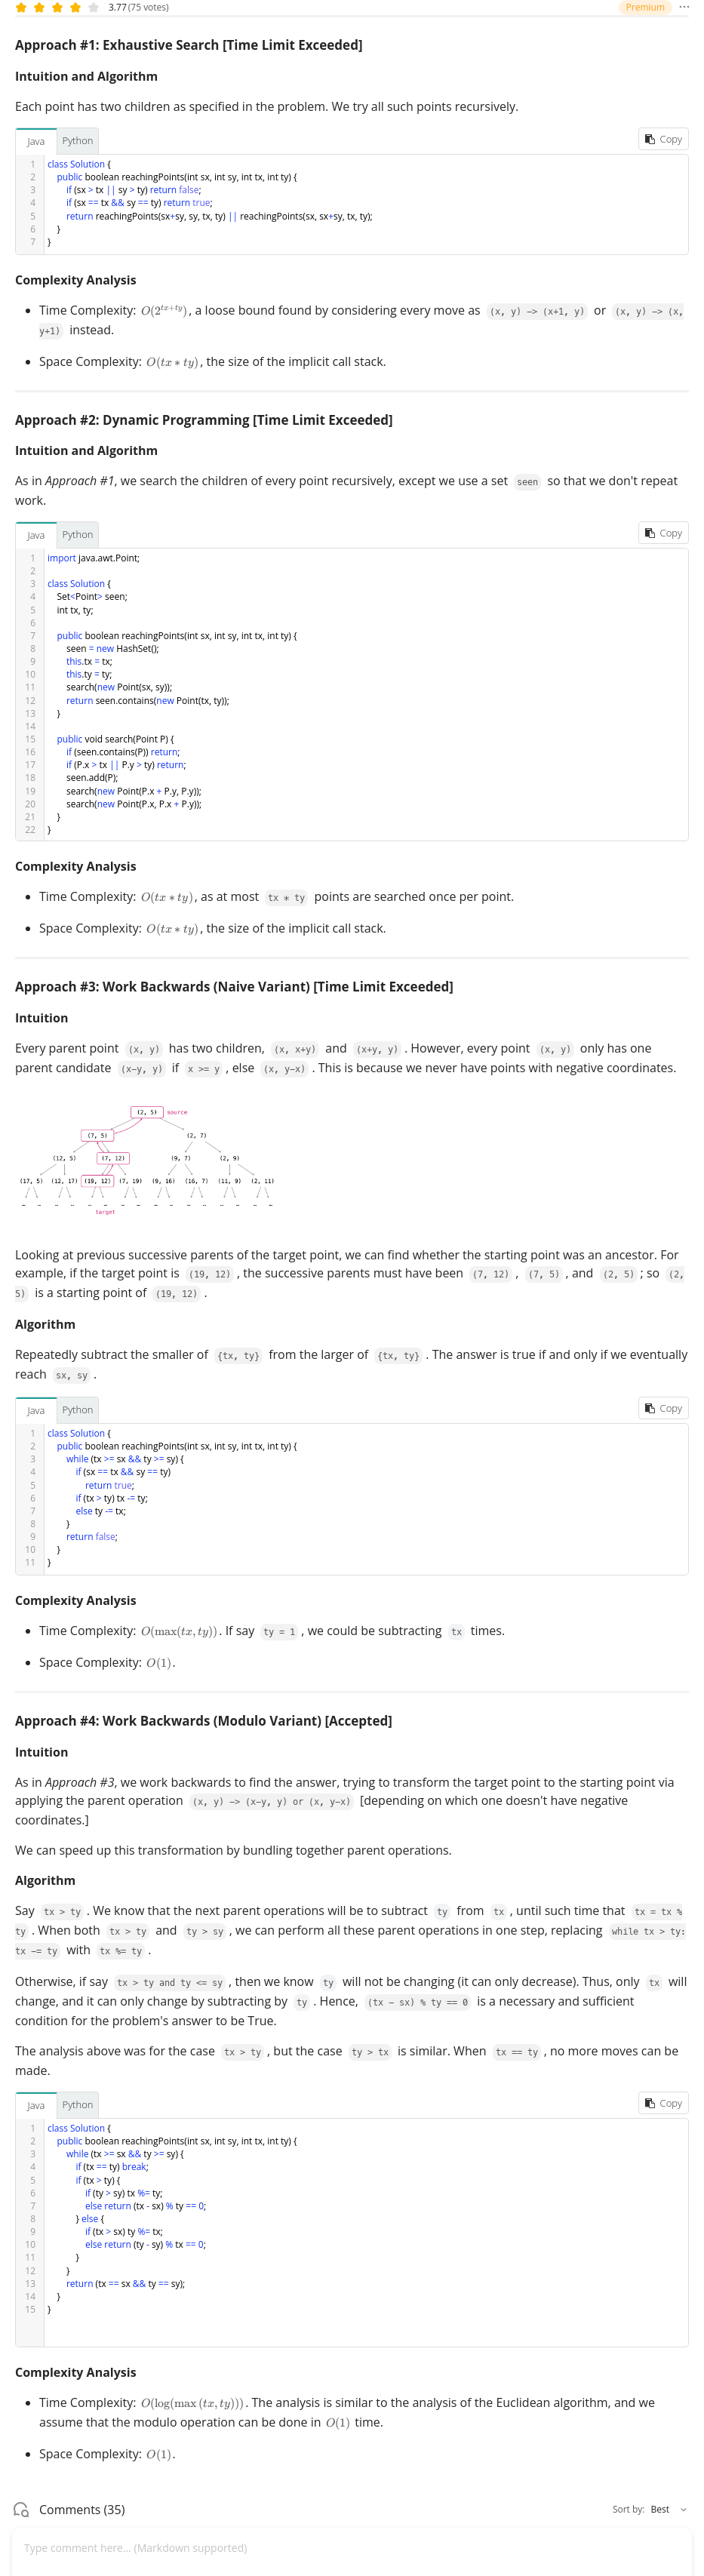 3.77 (75 votes) Premium ...
Approach #1: Exhaustive Search [Time Limit Exceeded]
Intuition and Algorithm
Each point has two children as specified in the problem. We try all such points recursively.
Java Python Copy
1 class Solution {
2 public boolean reachingPoints(int sx, int sy, int tx, int ty) {
3 if (sx > tx || sy > ty) return false;
4 if (sx == tx && sy == ty) return true;
5 return reachingPoints(sx+sy, sy, tx, ty) || reachingPoints(sx, sx+sy, tx, ty);
6 }
7 }
Complexity Analysis
• Time Complexity: O(2^{tx+ty}), a loose bound found by considering every move as (x, y) -> (x+1, y) or (x, y) -> (x,
y+1) instead.
• Space Complexity: O(tx * ty), the size of the implicit call stack.
Approach #2: Dynamic Programming [Time Limit Exceeded]
Intuition and Algorithm
As in Approach #1, we search the children of every point recursively, except we use a set seen so that we don't repeat
work.
Java Python Copy
1 import java.awt.Point;
2
3 class Solution {
4 Set<Point> seen;
5 int tx, ty;
6
7 public boolean reachingPoints(int sx, int sy, int tx, int ty) {
8 seen = new HashSet();
9 this.tx = tx;
10 this.ty = ty;
11 search(new Point(sx, sy));
12 return seen.contains(new Point(tx, ty));
13 }
14
15 public void search(Point P) {
16 if (seen.contains(P)) return;
17 if (P.x > tx || P.y > ty) return;
18 seen.add(P);
19 search(new Point(P.x + P.y, P.y));
20 search(new Point(P.x, P.x + P.y));
21 }
22 }
Complexity Analysis
• Time Complexity: O(tx * ty), as at most tx * ty points are searched once per point.
• Space Complexity: O(tx * ty), the size of the implicit call stack.
Approach #3: Work Backwards (Naive Variant) [Time Limit Exceeded]
Intuition
Every parent point (x, y) has two children, (x, x+y) and (x+y, y) . However, every point (x, y) only has one
parent candidate (x-y, y) if x >= y , else (x, y-x) . This is because we never have points with negative coordinates.
(2, 5) source
(7, 5) (2, 7)
(12, 5) (7, 12) (9, 7) (2, 9)
(17, 5) (12, 17) (19, 12) (7, 19) (9, 16) (16, 7) (11, 9) (2, 11)
target
Looking at previous successive parents of the target point, we can find whether the starting point was an ancestor. For
example, if the target point is (19, 12) , the successive parents must have been (7, 12) , (7, 5) , and (2, 5) ; so (2,
5) is a starting point of (19, 12) .
Algorithm
Repeatedly subtract the smaller of {tx, ty} from the larger of {tx, ty} . The answer is true if and only if we eventually
reach sx, sy .
Java Python Copy
1 class Solution {
2 public boolean reachingPoints(int sx, int sy, int tx, int ty) {
3 while (tx >= sx && ty >= sy) {
4 if (sx == tx && sy == ty)
5 return true;
6 if (tx > ty) tx -= ty;
7 else ty -= tx;
8 }
9 return false;
10 }
11 }
Complexity Analysis
• Time Complexity: O(max(tx, ty)). If say ty = 1 , we could be subtracting tx times.
• Space Complexity: O(1).
Approach #4: Work Backwards (Modulo Variant) [Accepted]
Intuition
As in Approach #3, we work backwards to find the answer, trying to transform the target point to the starting point via
applying the parent operation (x, y) -> (x-y, y) or (x, y-x) [depending on which one doesn't have negative
coordinates.]
We can speed up this transformation by bundling together parent operations.
Algorithm
Say tx > ty . We know that the next parent operations will be to subtract ty from tx , until such time that tx = tx %
ty . When both tx > ty and ty > sy , we can perform all these parent operations in one step, replacing while tx > ty:
tx -= ty with tx %= ty .
Otherwise, if say tx > ty and ty <= sy , then we know ty will not be changing (it can only decrease). Thus, only tx will
change, and it can only change by subtracting by ty . Hence, (tx - sx) % ty == 0 is a necessary and sufficient
condition for the problem's answer to be True.
The analysis above was for the case tx > ty , but the case ty > tx is similar. When tx == ty , no more moves can be
made.
Java Python Copy
1 class Solution {
2 public boolean reachingPoints(int sx, int sy, int tx, int ty) {
3 while (tx >= sx && ty >= sy) {
4 if (tx == ty) break;
5 if (tx > ty) {
6 if (ty > sy) tx %= ty;
7 else return (tx - sx) % ty == 0;
8 } else {
9 if (tx > sx) ty %= tx;
10 else return (ty - sy) % tx == 0;
11 }
12 }
13 return (tx == sx && ty == sy);
14 }
15 }
Complexity Analysis
• Time Complexity: O(log(max (tx, ty))). The analysis is similar to the analysis of the Euclidean algorithm, and we
assume that the modulo operation can be done in O(1) time.
• Space Complexity: O(1).
Comments (35) Sort by: Best
Type comment here... (Markdown supported)